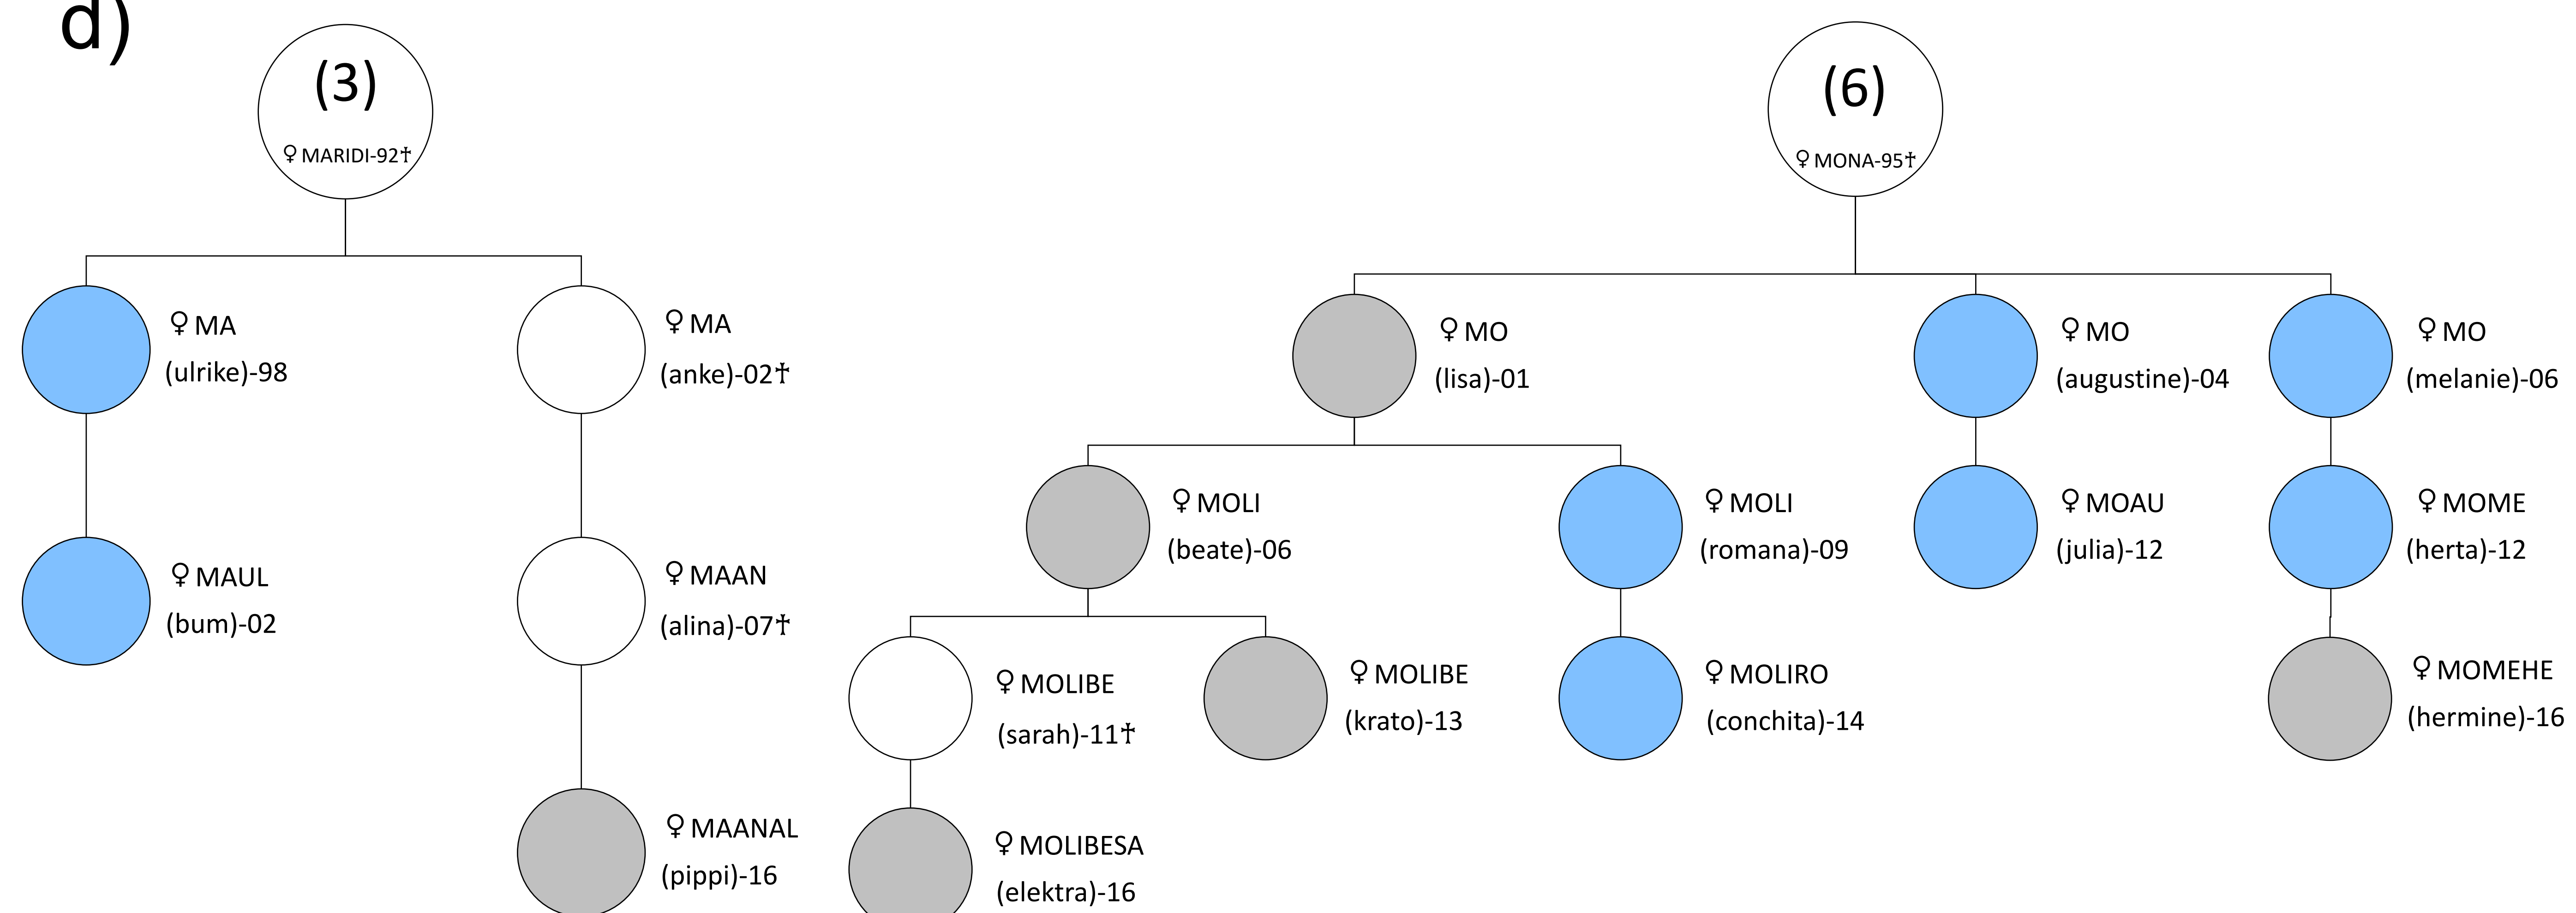 d)
(3)
♀ MARIDI-92✝
(6)
♀ MONA-95✝
♀ MA
(ulrike)-98
♀ MA
(anke)-02✝
♀ MO
(lisa)-01
♀ MO
(augustine)-04
♀ MO
(melanie)-06
♀ MOLI
(beate)-06
♀ MOLI
(romana)-09
♀ MOAU
(julia)-12
♀ MOME
(herta)-12
♀ MAUL
(bum)-02
♀ MAAN
(alina)-07✝
♀ MOLIBE
(sarah)-11✝
♀ MOLIBE
(krato)-13
♀ MOLIRO
(conchita)-14
♀ MOMEHE
(hermine)-16
♀ MAANAL
(pippi)-16
♀ MOLIBESA
(elektra)-16